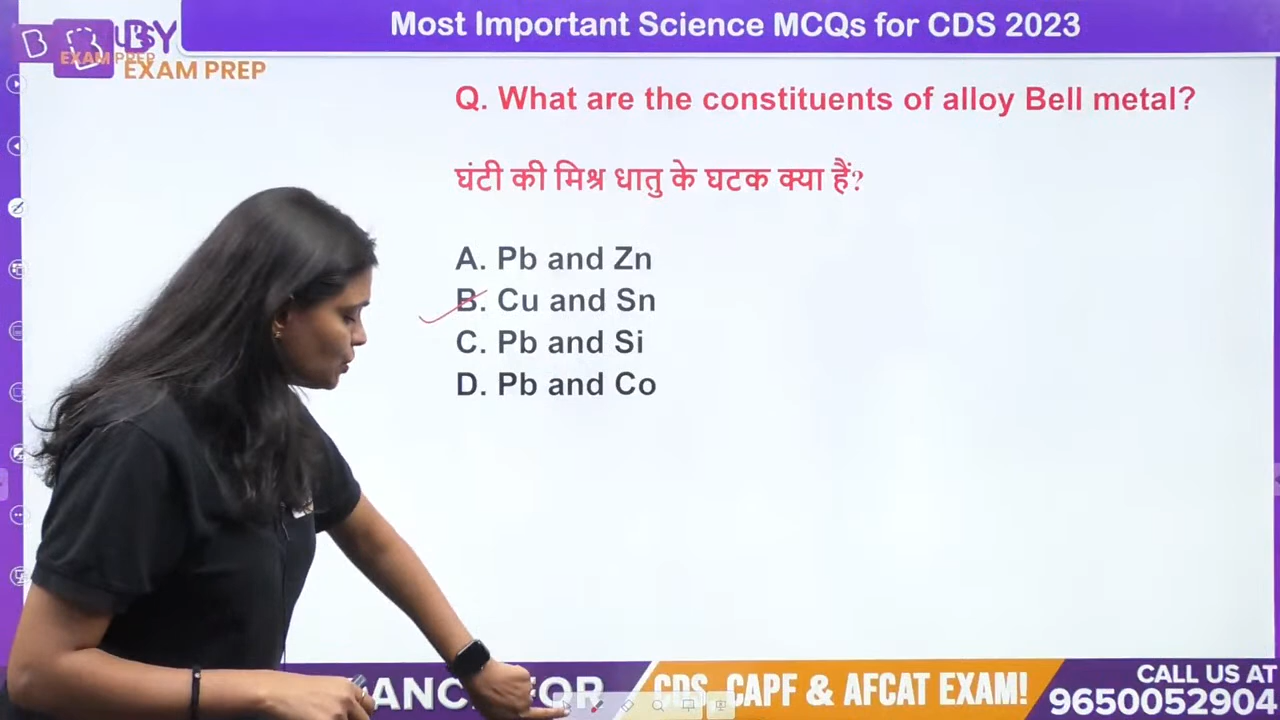 Most Important Science MCQs for CDS 2023
EXAM PREP
Q. What are the constituents of alloy Bell metal?
घंटी की मिश्र धातु के घटक क्या हैं?
A. Pb and Zn
B. Cu and Sn
C. Pb and Si
D. Pb and Co
FOR
CDS, CAPF & AFCAT EXAM!
CALL US AT
9650052904